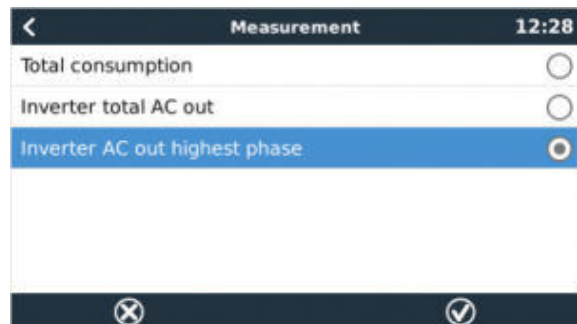 Measurement 12:28
Total consumption
Inverter total AC out
Inverter AC out highest phase